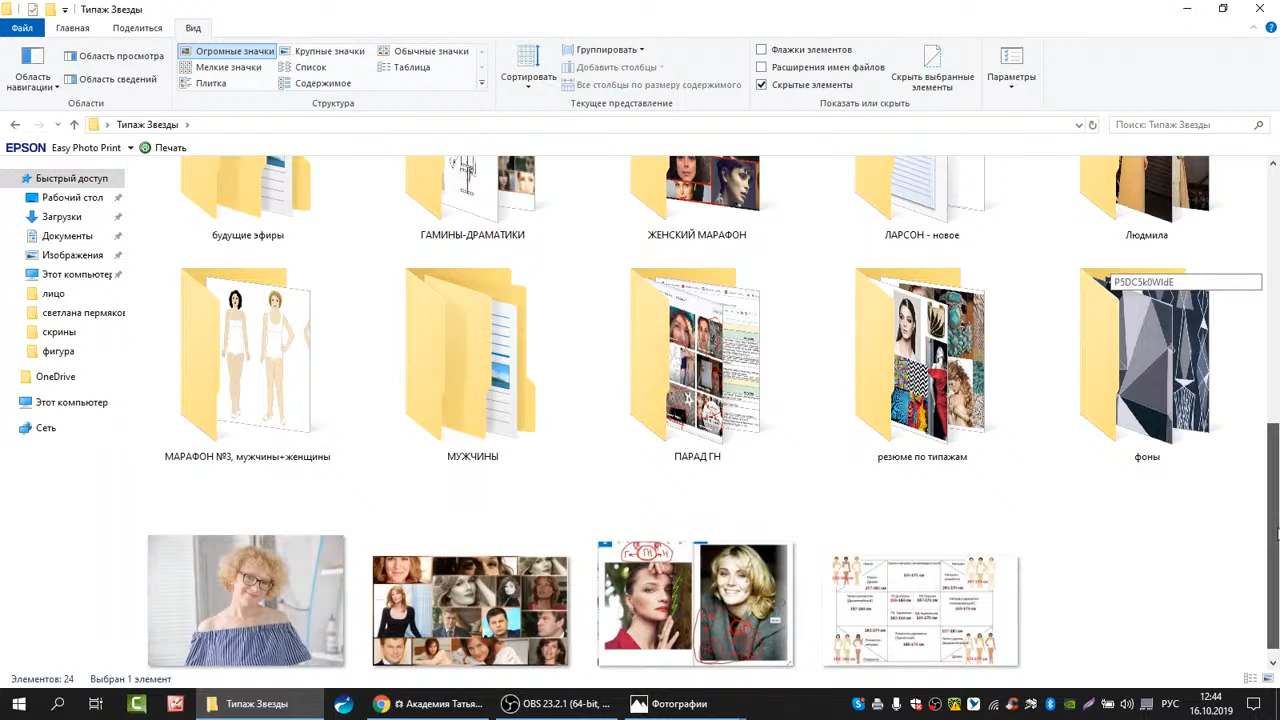 Типаж Звезды
Файл Главная Поделиться Вид
Область навигации
Область просмотра
Область сведений
Области
Огромные значки Крупные значки Обычные значки
Мелкие значки Список Таблица
Плитка Содержимое
Структура
Сортировать
Группировать
Добавить столбцы
Все столбцы по размеру содержимого
Текущее представление
Флажки элементов
Расширения имен файлов
Скрытые элементы
Скрыть выбранные элементы
Показать или скрыть
Параметры
Типаж Звезды
Поиск: Типаж Звезды
EPSON Easy Photo Print Печать
Быстрый доступ
Рабочий стол
Загрузки
Документы
Изображения
Этот компьютер
лицо
светлана пермякова
скрины
фигура
OneDrive
Этот компьютер
Сеть
будущие эфиры
ГАМИНЫ-ДРАМАТИКИ
ЖЕНСКИЙ МАРАФОН
ЛАРСОН - новое
Людмила
P5DC5k0WIdE
МАРАФОН №3, мужчины+женщины
МУЖЧИНЫ
ПАРАД ГН
резюме по типажам
фоны
Элементов: 24 Выбран 1 элемент
Типаж Звезды
Академия Татья...
OBS 23.2.1 (64-bit, ...
Фотографии
РУС
12:44
16.10.2019